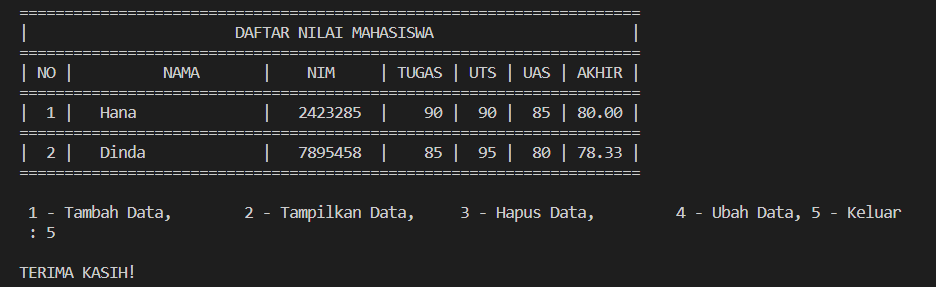 =====================================================================
| DAFTAR NILAI MAHASISWA |
=====================================================================
| NO | NAMA | NIM | TUGAS | UTS | UAS | AKHIR |
=====================================================================
| 1 | Hana | 2423285 | 90 | 90 | 85 | 80.00 |
=====================================================================
| 2 | Dinda | 7895458 | 85 | 95 | 80 | 78.33 |
=====================================================================
1 - Tambah Data, 2 - Tampilkan Data, 3 - Hapus Data, 4 - Ubah Data, 5 - Keluar
: 5
TERIMA KASIH!